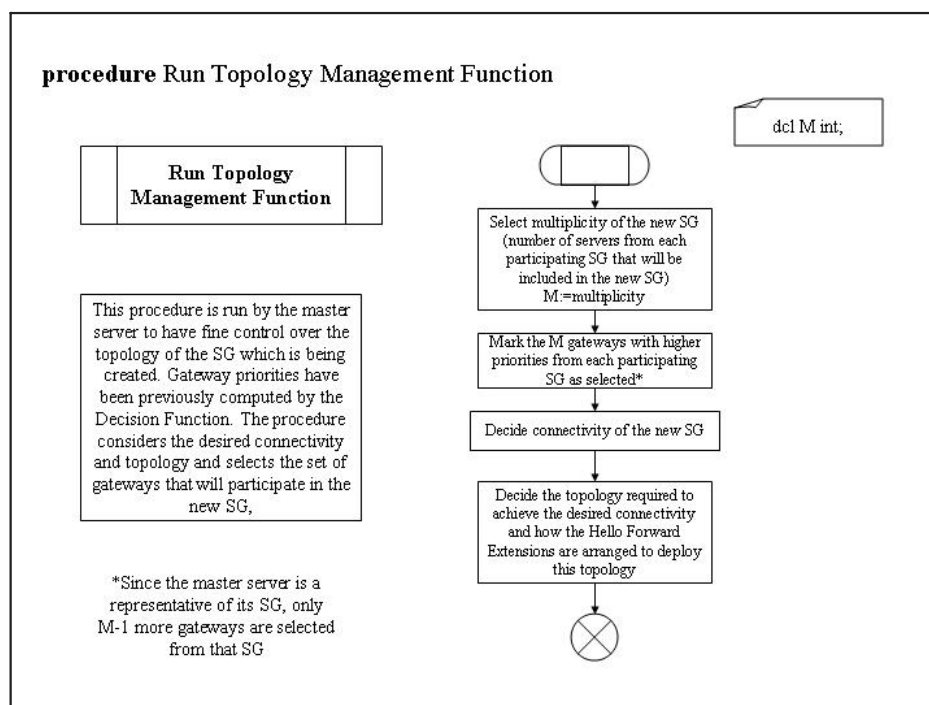 procedure Run Topology Management Function
dcl M int;
Run Topology
Management Function
This procedure is run by the master
server to have fine control over the
topology of the SG which is being
created. Gateway priorities have
been previously computed by the
Decision Function. The procedure
considers the desired connectivity
and topology and selects the set of
gateways that will participate in the
new SG,
*Since the master server is a
representative of its SG, only
M-1 more gateways are selected
from that SG
Select multiplicity of the new SG
(number of servers from each
participating SG that will be
included in the new SG)
M:=multiplicity
Mark the M gateways with higher
priorities from each participating
SG as selected*
Decide connectivity of the new SG
Decide the topology required to
achieve the desired connectivity
and how the Hello Forward
Extensions are arranged to deploy
this topology